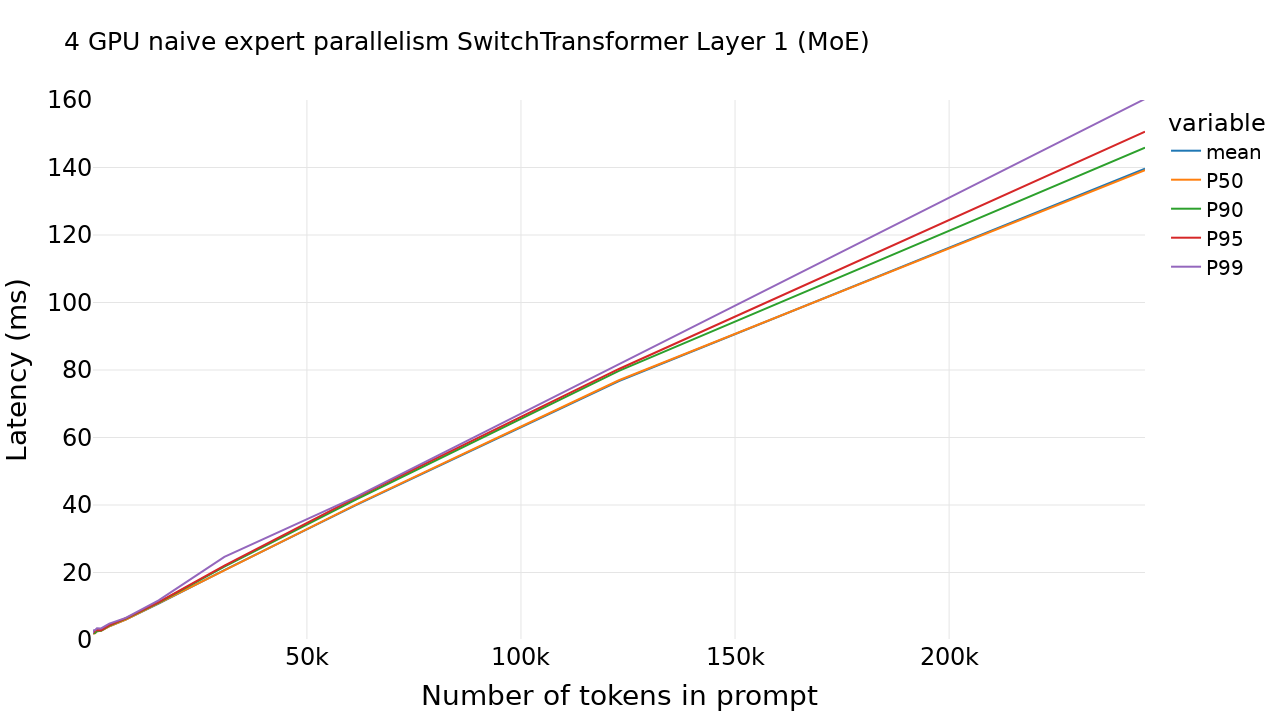 4 GPU naive expert parallelism SwitchTransformer Layer 1 (MoE)
160
140
120
100
80
60
40
20
0
Latency (ms)
50k
100k
150k
200k
Number of tokens in prompt
variable
mean
P50
P90
P95
P99